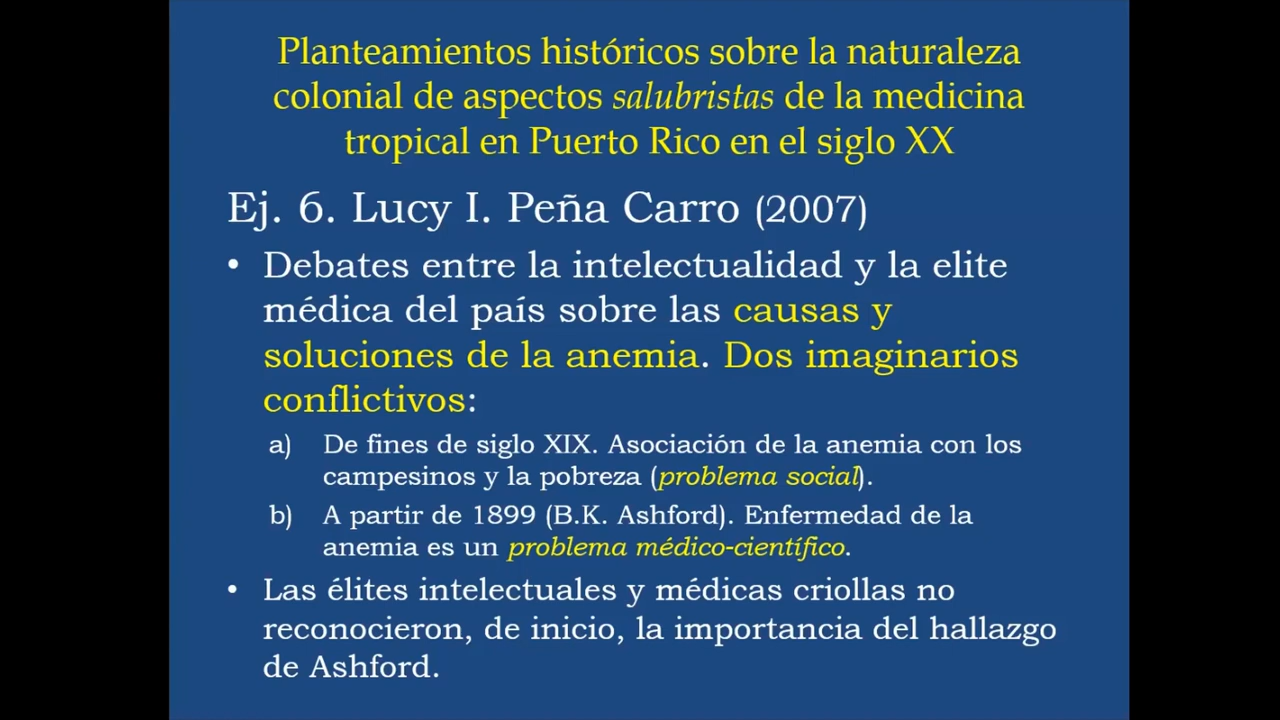 Planteamientos históricos sobre la naturaleza
colonial de aspectos salubristas de la medicina
tropical en Puerto Rico en el siglo XX
Ej. 6. Lucy I. Peña Carro (2007)
• Debates entre la intelectualidad y la elite
médica del país sobre las causas y
soluciones de la anemia. Dos imaginarios
conflictivos:
a) De fines de siglo XIX. Asociación de la anemia con los
campesinos y la pobreza (problema social).
b) A partir de 1899 (B.K. Ashford). Enfermedad de la
anemia es un problema médico-científico.
• Las élites intelectuales y médicas criollas no
reconocieron, de inicio, la importancia del hallazgo
de Ashford.